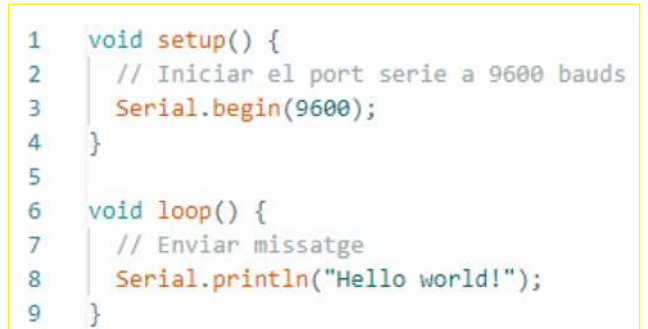 1 void setup() {
2 // Iniciar el port serie a 9600 bauds
3 Serial.begin(9600);
4 }
5
6 void loop() {
7 // Enviar missatge
8 Serial.println("Hello world!");
9 }